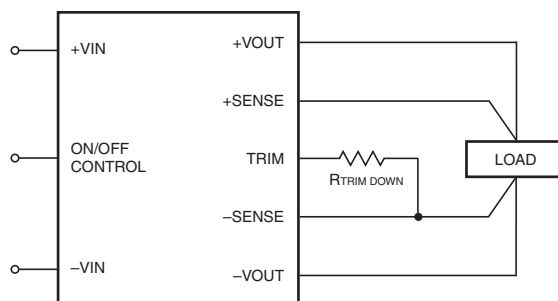 +VIN
ON/OFF
CONTROL
–VIN
+VOUT
+SENSE
TRIM
–SENSE
–VOUT
RTRIM DOWN
LOAD